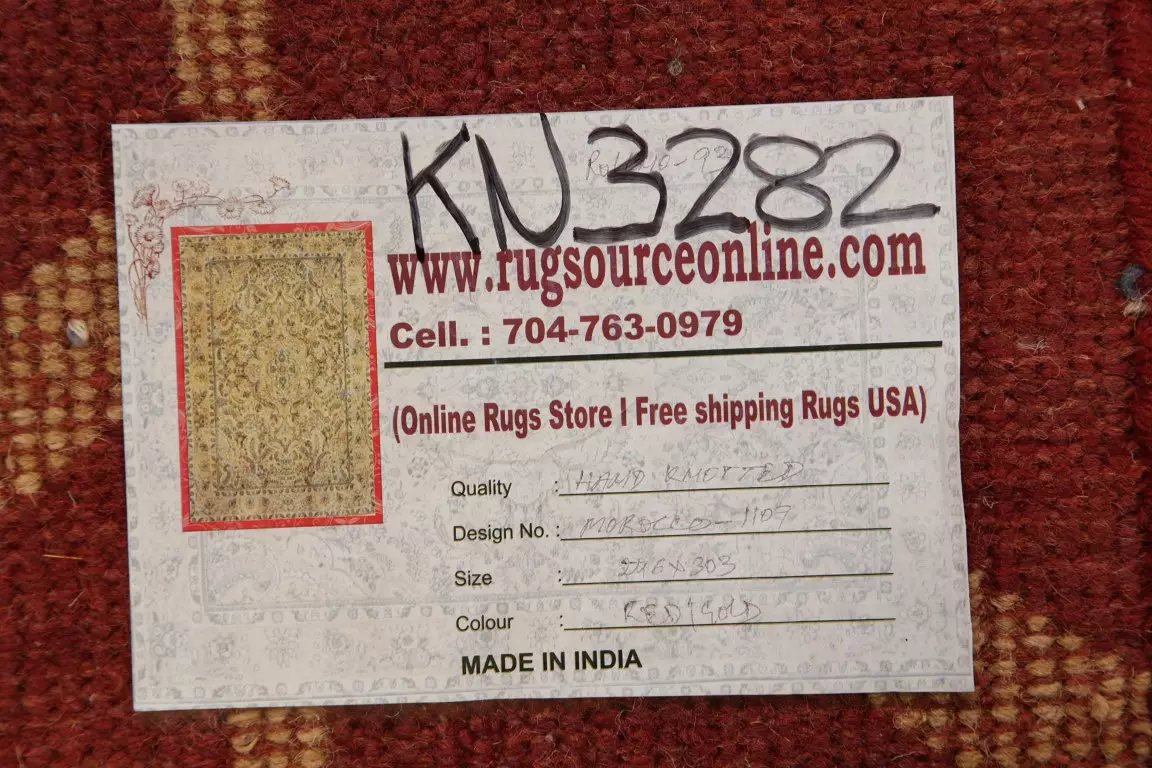 KN3282
www.rugsourceonline.com
Cell. : 704-763-0979
(Online Rugs Store | Free shipping Rugs USA)
Quality : HAND KNOTTED
Design No. : MOROCCO-1109
Size : 246X303
Colour : RED/GOLD
MADE IN INDIA